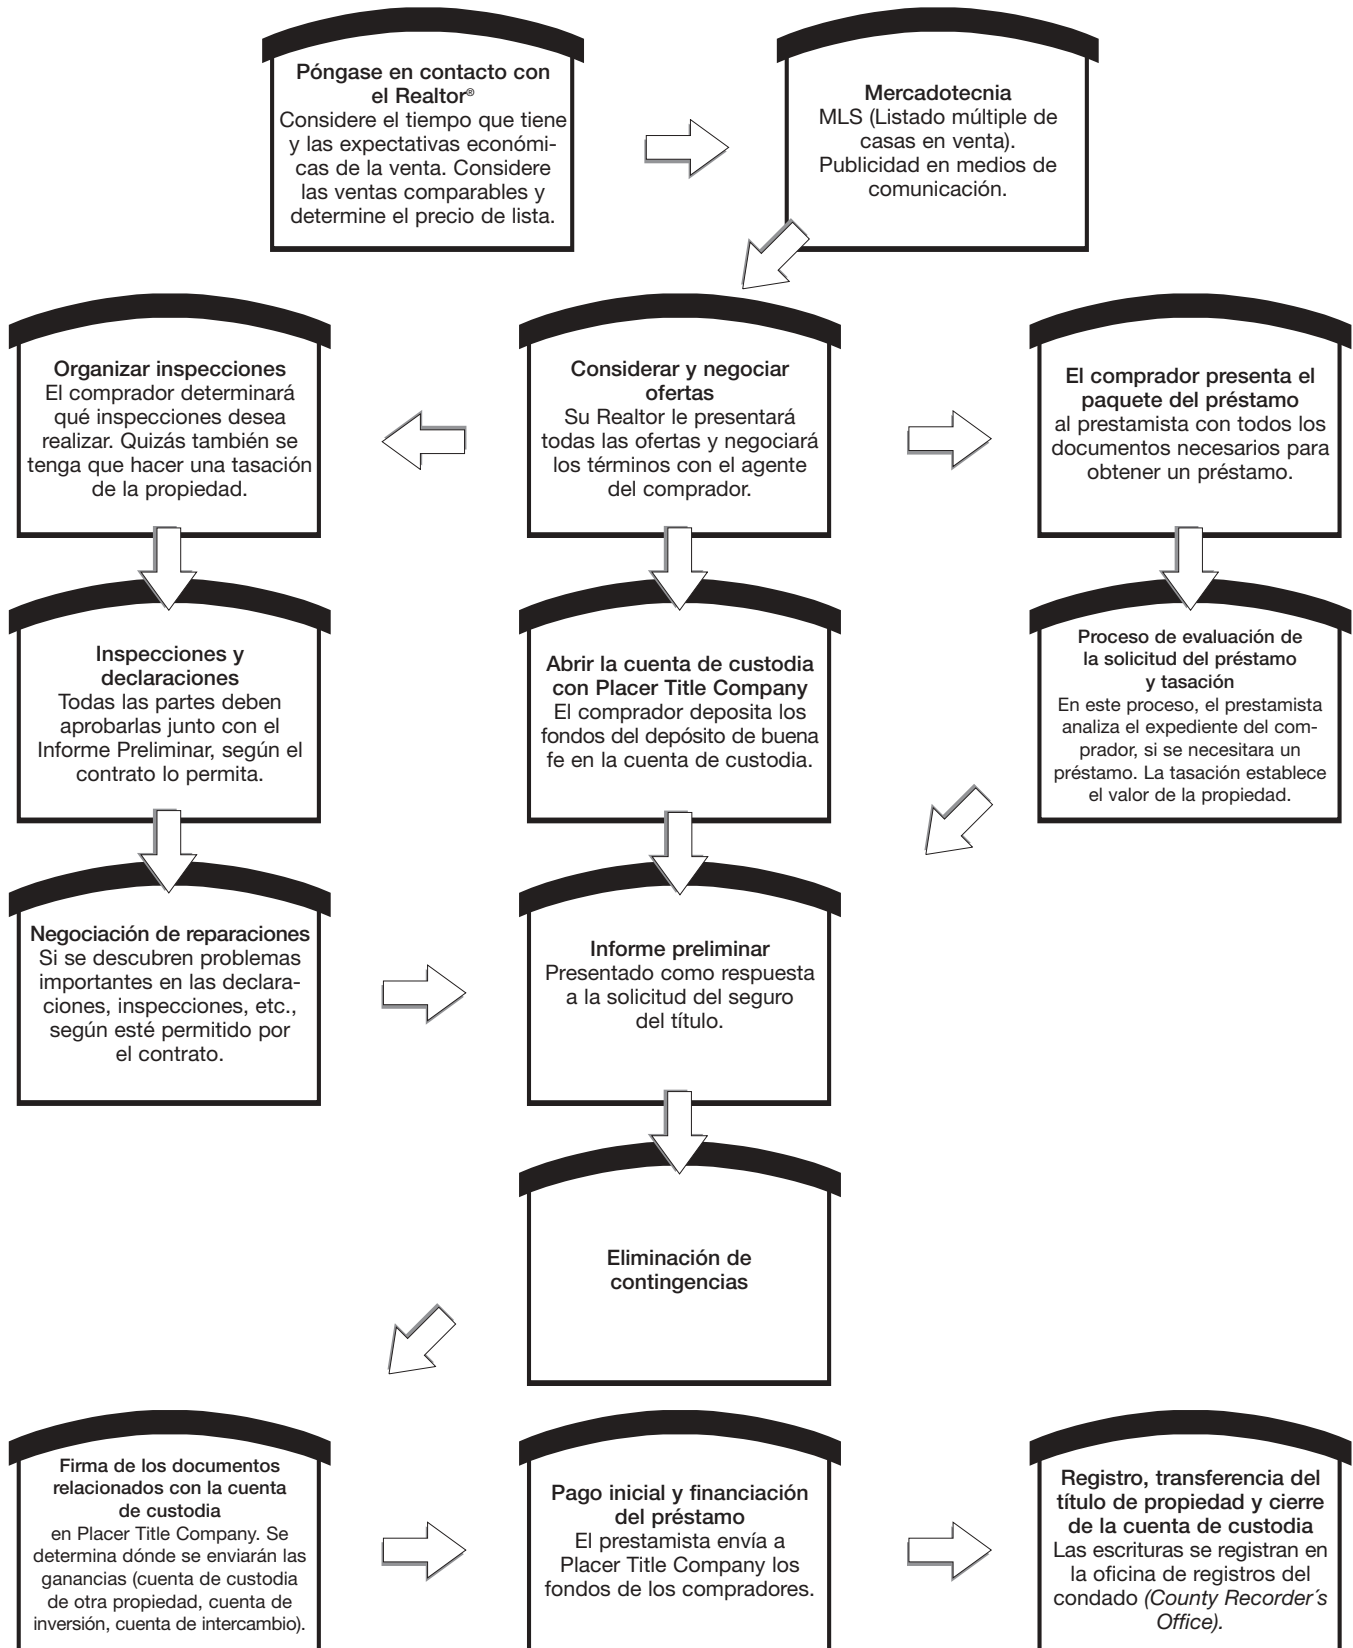 Póngase en contacto con
el Realtor®
Considere el tiempo que tiene
y las expectativas económi-
cas de la venta. Considere
las ventas comparables y
determine el precio de lista.
Mercadotecnia
MLS (Listado múltiple de
casas en venta).
Publicidad en medios de
comunicación.
Organizar inspecciones
El comprador determinará
qué inspecciones desea
realizar. Quizás también se
tenga que hacer una tasación
de la propiedad.
Considerar y negociar
ofertas
Su Realtor le presentará
todas las ofertas y negociará
los términos con el agente
del comprador.
El comprador presenta el
paquete del préstamo
al prestamista con todos los
documentos necesarios para
obtener un préstamo.
Inspecciones y
declaraciones
Todas las partes deben
aprobarlas junto con el
Informe Preliminar, según el
contrato lo permita.
Abrir la cuenta de custodia
con Placer Title Company
El comprador deposita los
fondos del depósito de buena
fe en la cuenta de custodia.
Proceso de evaluación de
la solicitud del préstamo
y tasación
En este proceso, el prestamista
analiza el expediente del com-
prador, si se necesitara un
préstamo. La tasación establece
el valor de la propiedad.
Negociación de reparaciones
Si se descubren problemas
importantes en las declara-
ciones, inspecciones, etc.,
según esté permitido por
el contrato.
Informe preliminar
Presentado como respuesta
a la solicitud del seguro
del título.
Eliminación de
contingencias
Firma de los documentos
relacionados con la cuenta
de custodia
en Placer Title Company. Se
determina dónde se enviarán las
ganancias (cuenta de custodia
de otra propiedad, cuenta de
inversión, cuenta de intercambio).
Pago inicial y financiación
del préstamo
El prestamista envía a
Placer Title Company los
fondos de los compradores.
Registro, transferencia del
título de propiedad y cierre
de la cuenta de custodia
Las escrituras se registran en
la oficina de registros del
condado (County Recorder´s
Office).